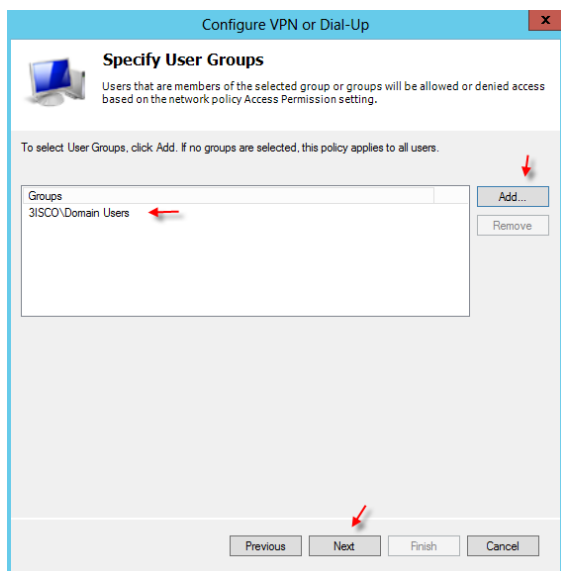 Configure VPN or Dial-Up
x
Specify User Groups
Users that are members of the selected group or groups will be allowed or denied access
based on the network policy Access Permission setting.
To select User Groups, click Add. If no groups are selected, this policy applies to all users.
Groups
3ISCO\Domain Users
Add...
Remove
Previous
Next
Finish
Cancel